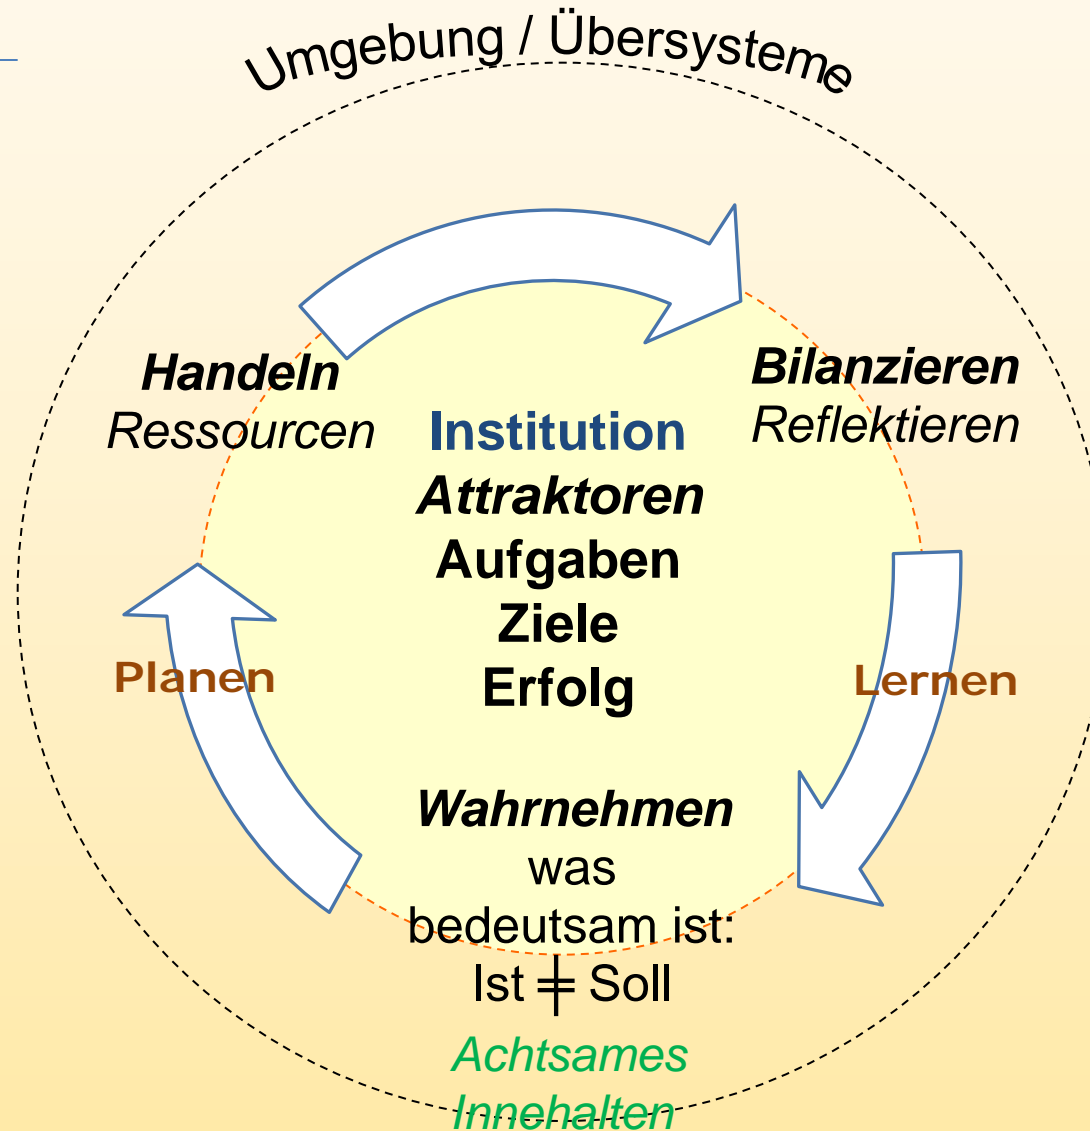 Umgebung / Übersysteme
Handeln
Ressourcen
Bilanzieren
Reflektieren
Institution
Attraktoren
Aufgaben
Ziele
Erfolg
Planen
Lernen
Wahrnehmen
was
bedeutsam ist:
Ist ╪ Soll
Achtsames
Innehalten